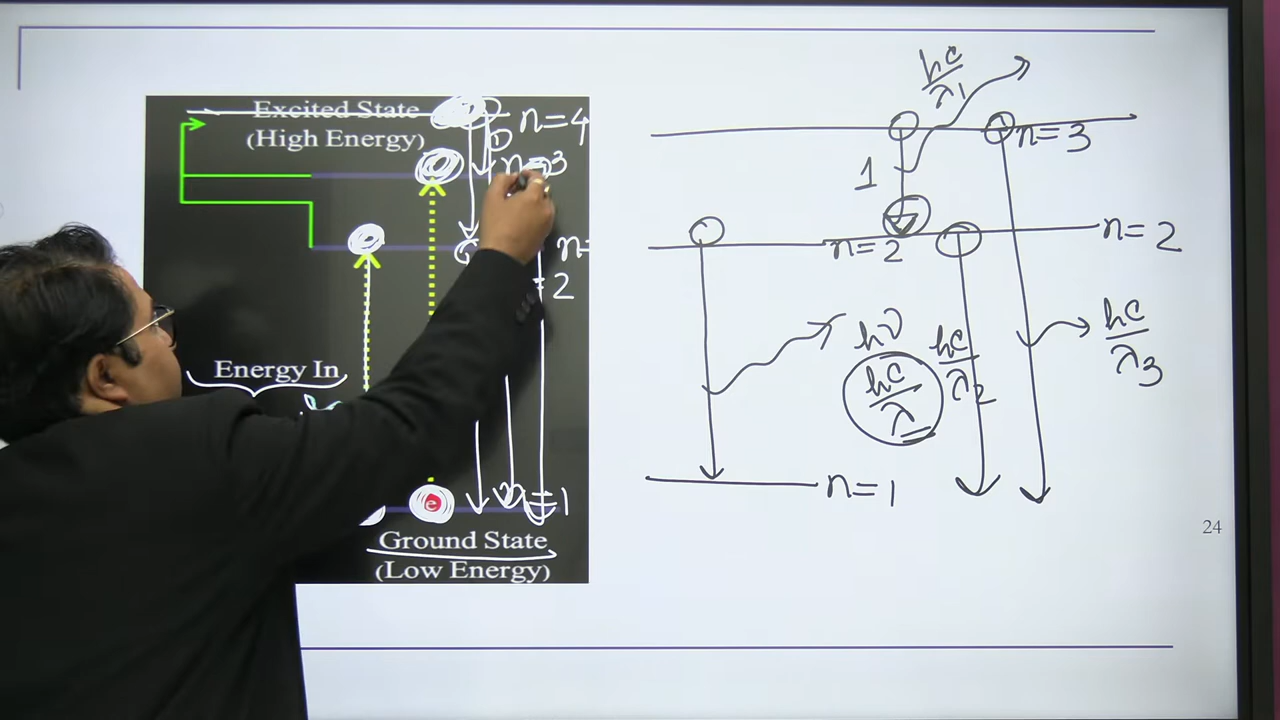 Excited State
(High Energy)
n=4
n=3
n=
2
Energy In
e
n=1
Ground State
(Low Energy)
hc
λ1
n=3
1
n=2
n=2
hν
hc
λ
hc
λ2
hc
λ3
n=1
24